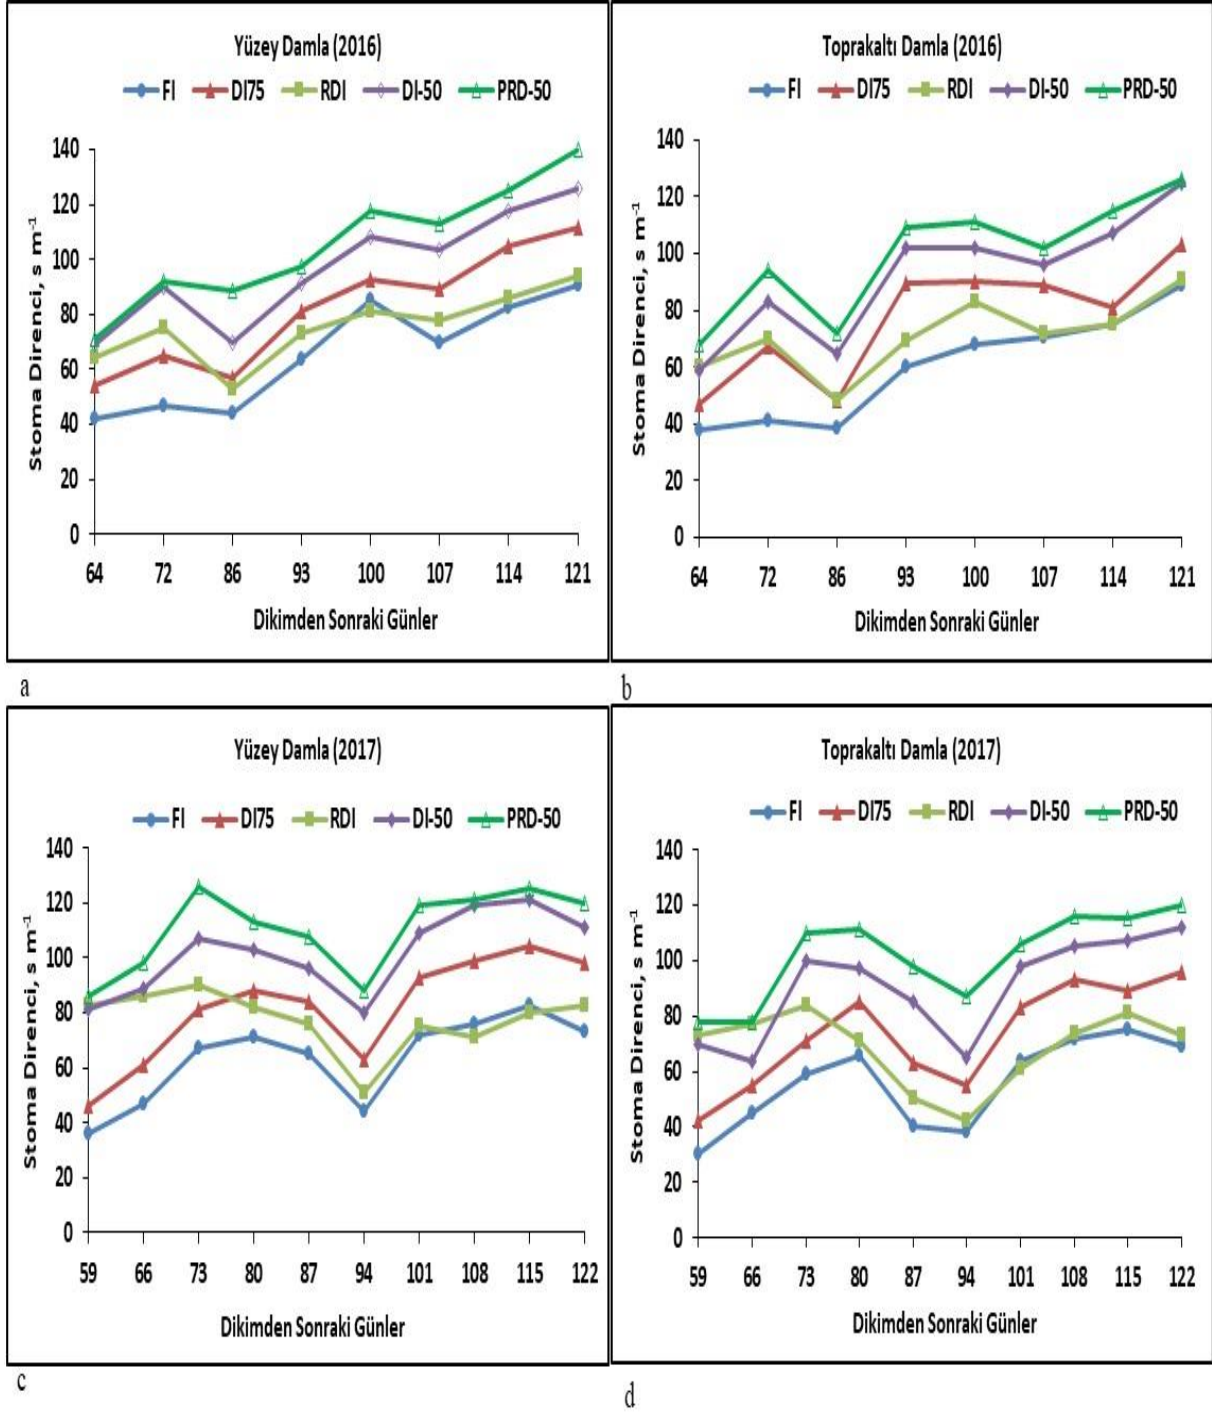 Yüzey Damla (2016)
FI DI75 RDI DI-50 PRD-50
140
120
100
80
60
40
20
0
Stoma Direnci, s m⁻¹
64 72 86 93 100 107 114 121
Dikimden Sonraki Günler
a
Toprakaltı Damla (2016)
FI DI75 RDI DI-50 PRD-50
140
120
100
80
60
40
20
0
Stoma Direnci, s m⁻¹
64 72 86 93 100 107 114 121
Dikimden Sonraki Günler
b
Yüzey Damla (2017)
FI DI75 RDI DI-50 PRD-50
140
120
100
80
60
40
20
0
Stoma Direnci, s m⁻¹
59 66 73 80 87 94 101 108 115 122
Dikimden Sonraki Günler
c
Toprakaltı Damla (2017)
FI DI75 RDI DI-50 PRD-50
140
120
100
80
60
40
20
0
Stoma Direnci, s m⁻¹
59 66 73 80 87 94 101 108 115 122
Dikimden Sonraki Günler
d